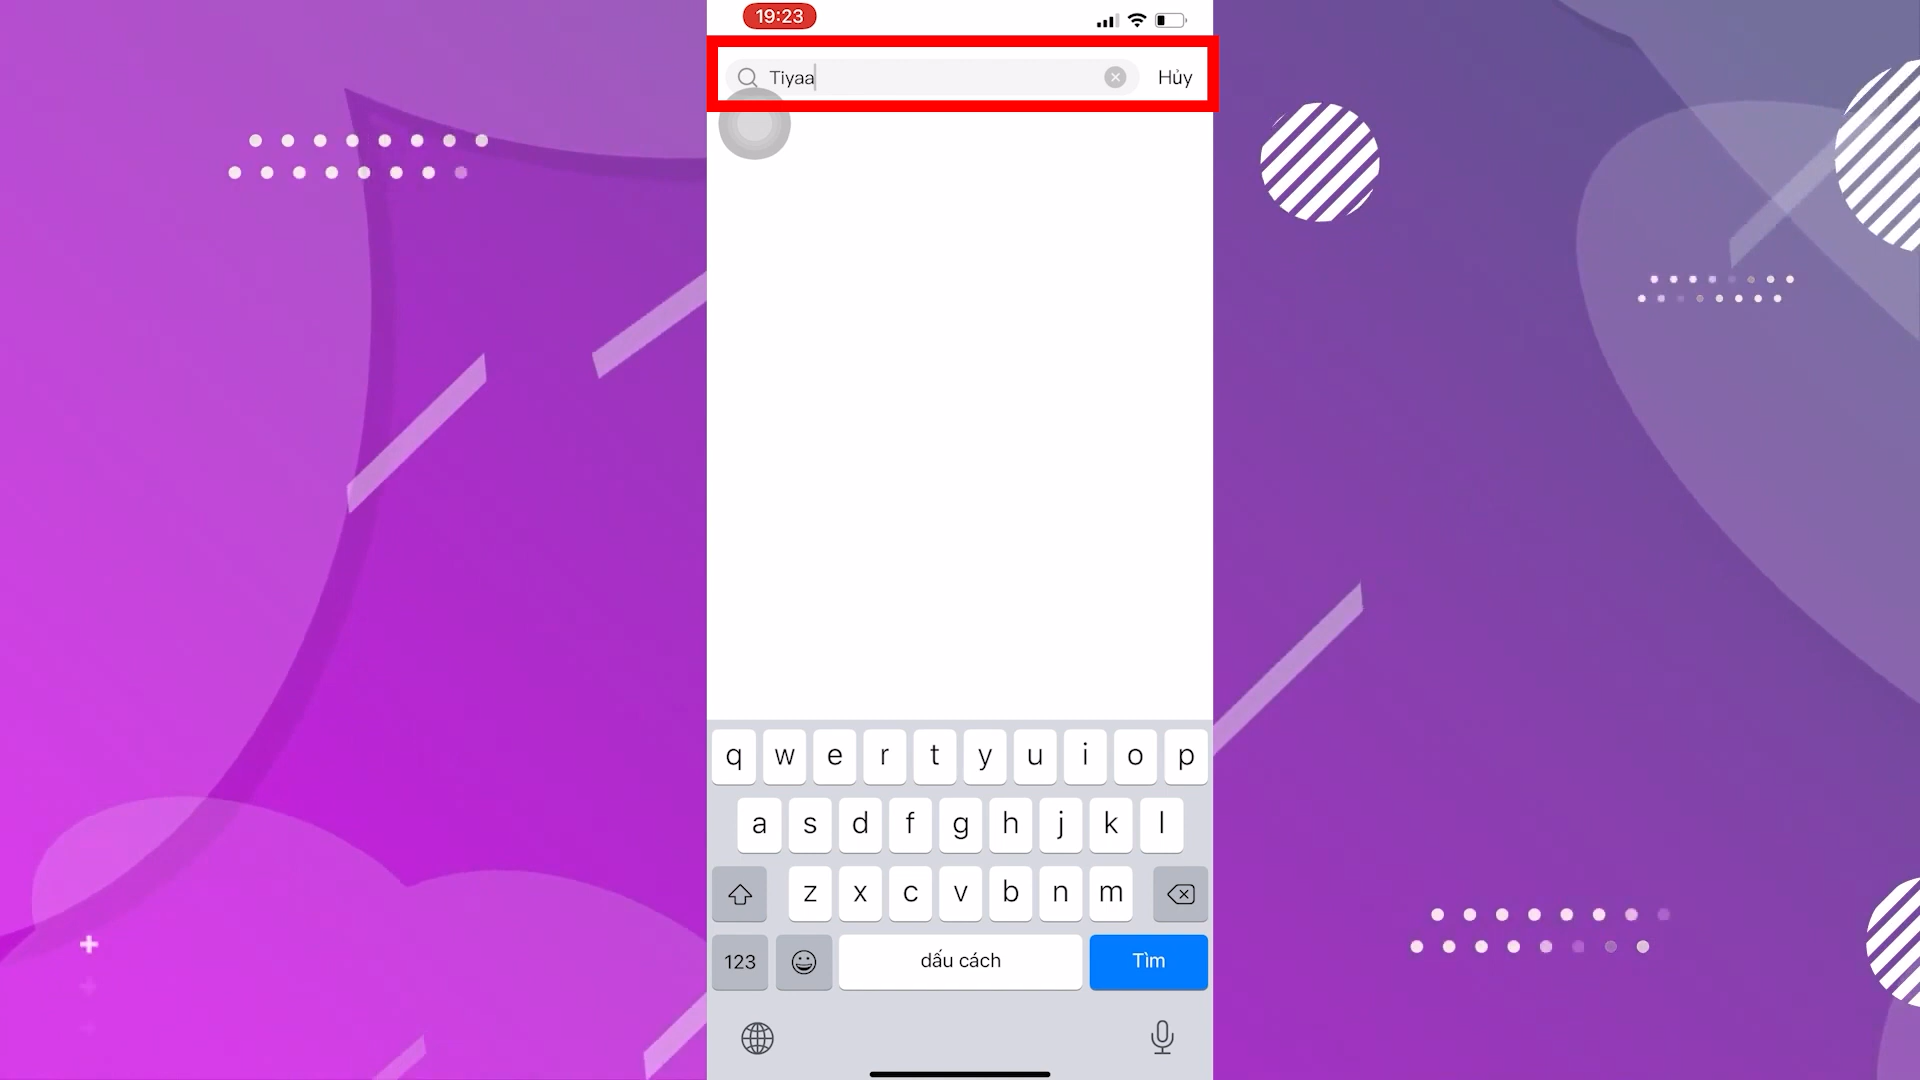 19:23
Tiyaa Hủy
q w e r t y u i o p
a s d f g h j k l
z x c v b n m
123 dấu cách Tìm